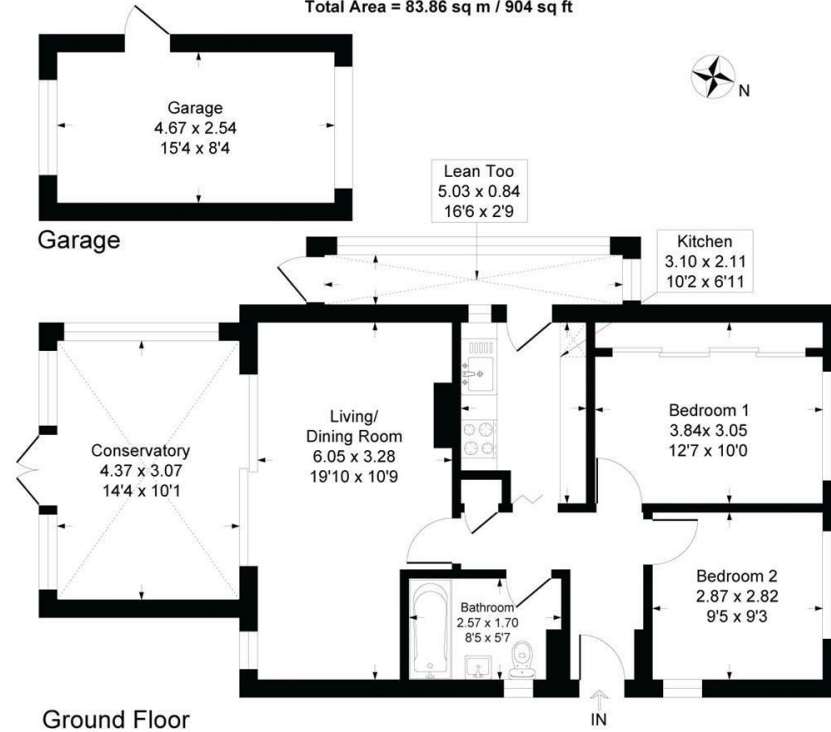 Total Area = 83.86 sq m / 904 sq ft
N
Garage
4.67 x 2.54
15'4 x 8'4
Garage
Lean Too
5.03 x 0.84
16'6 x 2'9
Kitchen
3.10 x 2.11
10'2 x 6'11
Conservatory
4.37 x 3.07
14'4 x 10'1
Living/
Dining Room
6.05 x 3.28
19'10 x 10'9
Bedroom 1
3.84x 3.05
12'7 x 10'0
Bathroom
2.57 x 1.70
8'5 x 5'7
Bedroom 2
2.87 x 2.82
9'5 x 9'3
IN
Ground Floor